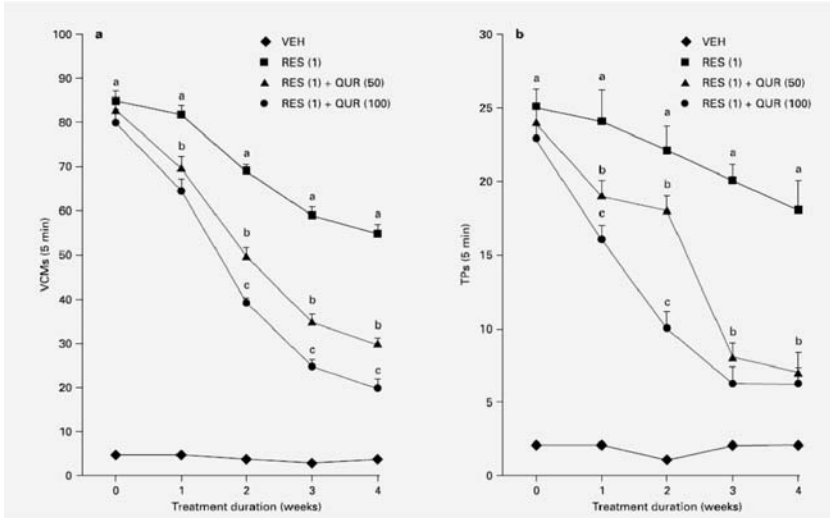 a
VEH
RES (1)
RES (1) + QUR (50)
RES (1) + QUR (100)
100
90
80
70
60
50
40
30
20
10
0
VCMs (5 min)
a
a
a
a
a
b
b
b
b
c
c
c
0 1 2 3 4
Treatment duration (weeks)
b
VEH
RES (1)
RES (1) + QUR (50)
RES (1) + QUR (100)
30
25
20
15
10
5
0
TPs (5 min)
a
a
a
a
a
b
b
b
b
c
c
0 1 2 3 4
Treatment duration (weeks)